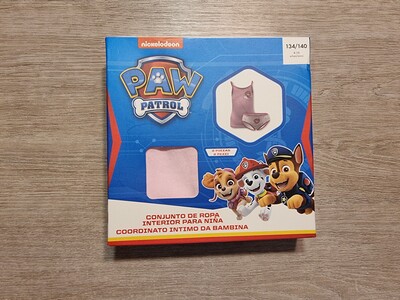 nickelodeon
134/140
PAW
PATROL
CONJUNTO DE ROPA
INTERIOR PARA NIÑA
COORDINATO INTIMO DA BAMBINA